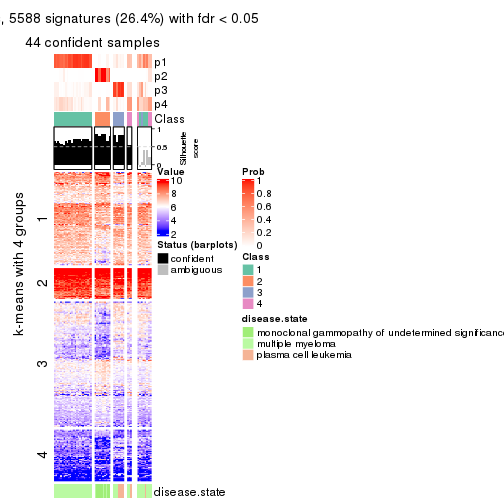 , 5588 signatures (26.4%) with fdr < 0.05
44 confident samples
p1
p2
p3
p4
Class
1
0.5
0
Silhouette
score
k-means with 4 groups
1
2
3
4
disease.state
Value
10
8
6
4
2
Status (barplots)
confident
ambiguous
Prob
1
0.8
0.6
0.4
0.2
0
Class
1
2
3
4
disease.state
monoclonal gammopathy of undetermined significance
multiple myeloma
plasma cell leukemia